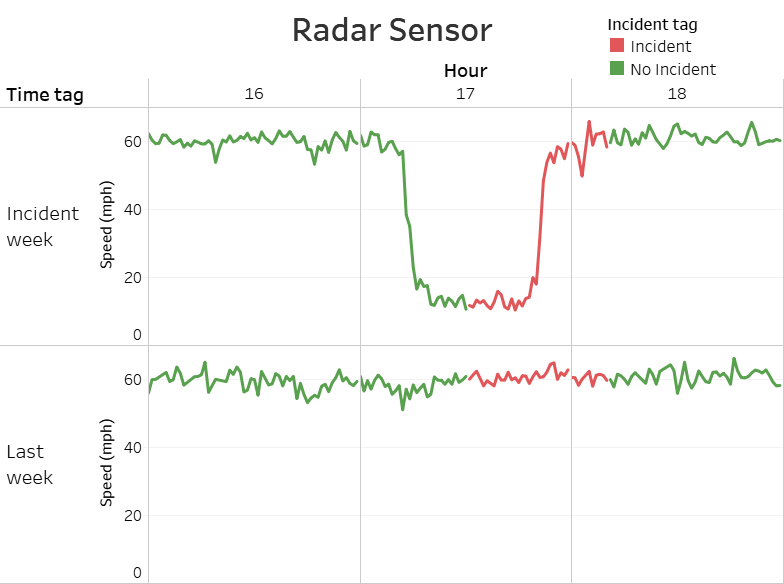 Radar Sensor
Incident tag
Incident
No Incident
Hour
Time tag
16
17
18
Incident
week
Speed (mph)
60
40
20
0
Last
week
Speed (mph)
60
40
20
0